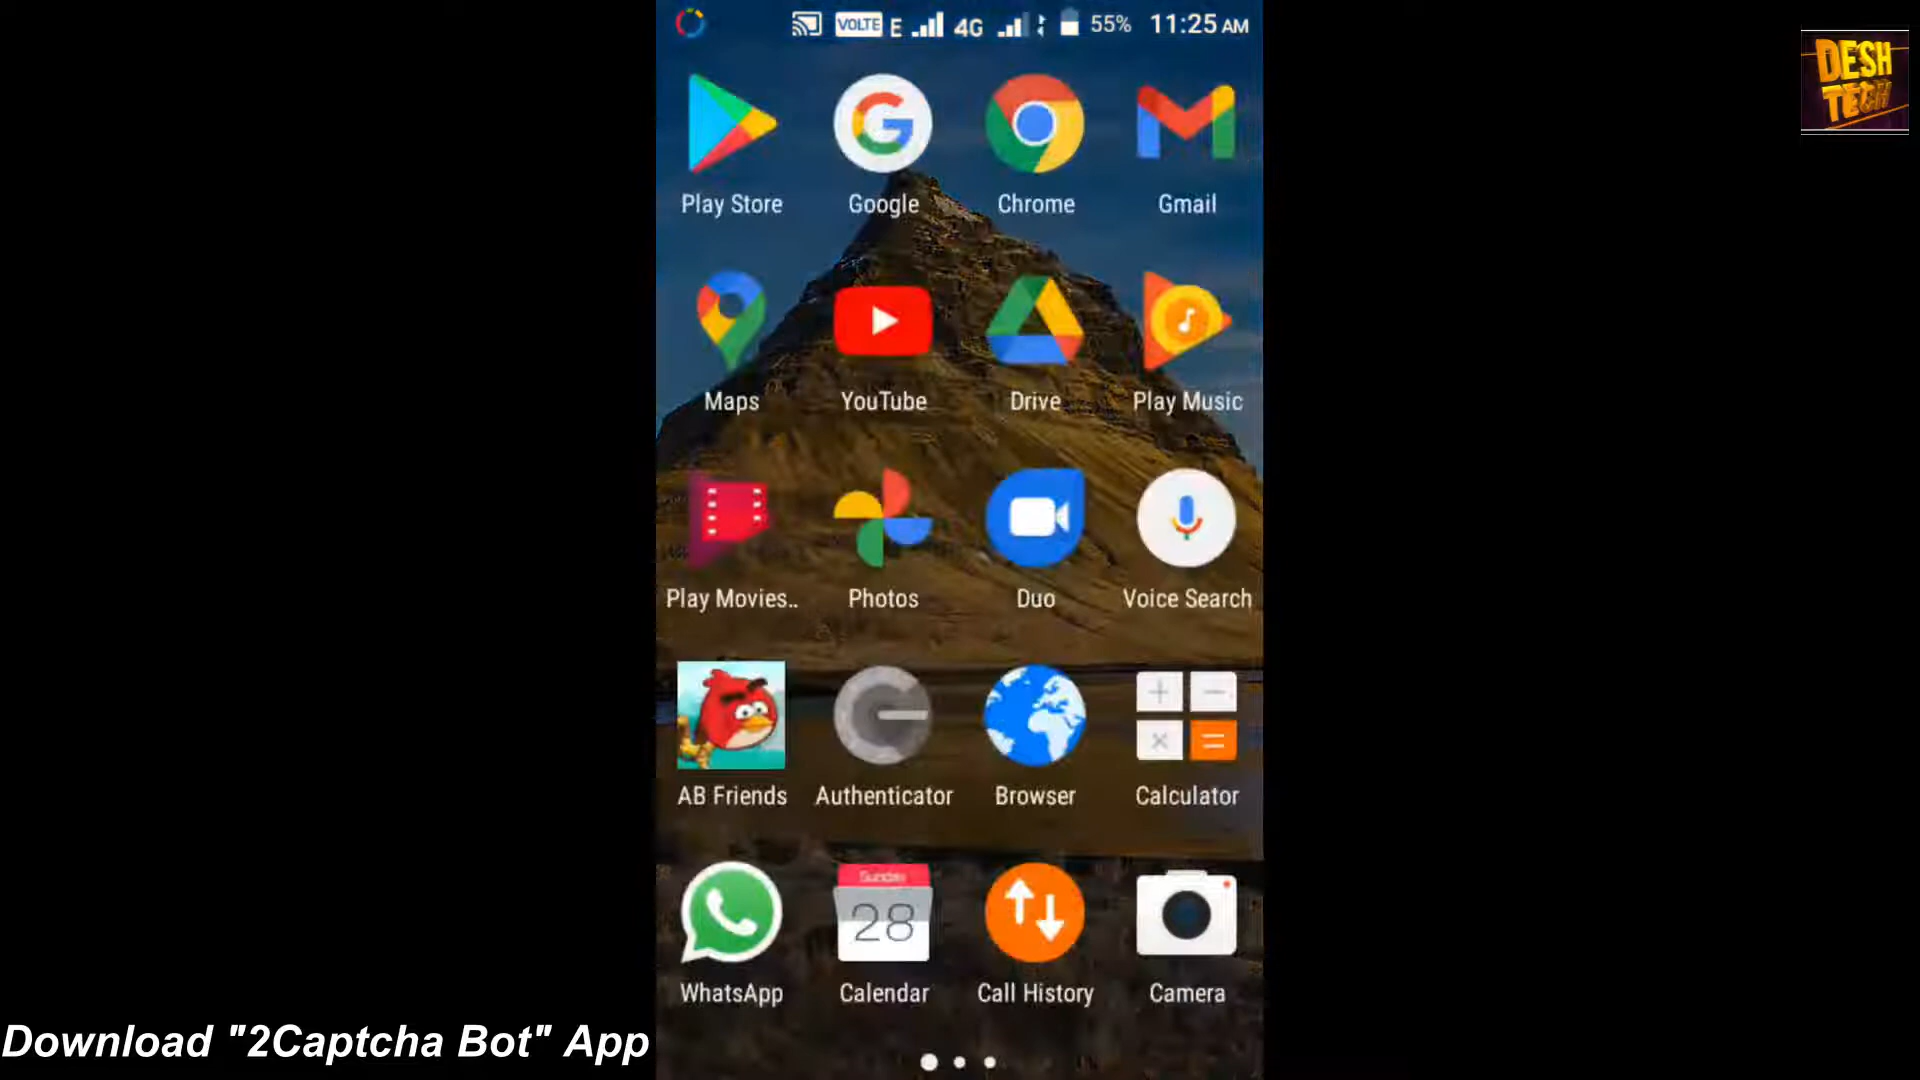 VOLTE E 4G 55% 11:25 AM
DESH
TECH
Play Store Google Chrome Gmail
Maps YouTube Drive Play Music
Play Movies.. Photos Duo Voice Search
AB Friends Authenticator Browser Calculator
Sunday
28
WhatsApp Calendar Call History Camera
Download "2Captcha Bot" App